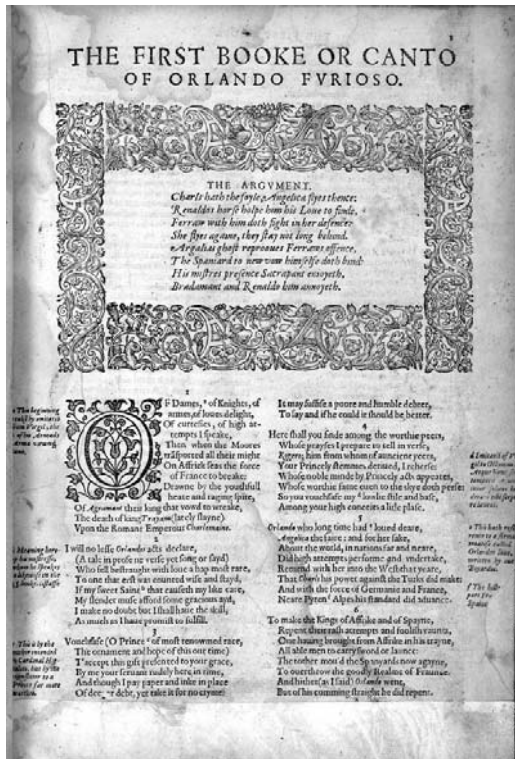 THE FIRST BOOKE OR CANTO
OF ORLANDO FVRIOSO.
THE ARGVMENT.
Charls hath the foyle, Angelica flyes thence:
Renaldos horse holpe him his Loue to finde,
Ferraw with him doth fight in her defence:
She flyes againe, they stay not long behind.
Argalias ghost reproues Ferraws offence,
The Spaniard to new vow himselfe doth bind:
His mistres presence Sacrapant enioyeth,
Bradamant and Renaldo him annoyeth.
1
OF Dames, of Knights, of
armes, of loues delight,
Of curtesies, of high attempts
I speake,
Then when the Moores
trásported all their might
On Affrick seas the force
of France to breake:
Drawne by the youthfull
heate and raging spite,
Of Agramant their king that vowd to wreake,
The death of king Trayano (lately slayne)
Vpon the Romane Emperour Charlemaine.
2
I will no lesse Orlandos acts declare,
(A tale in prose ne verse yet song or sayd)
Who fell bestraught with loue a hap most rare,
To one that erst was counted wise and stayd,
If my sweet Saint that causeth my like care,
My slender muse afford some gracious ayd,
I make no doubt but I shall haue the skill,
As much as I haue promist to fulfill.
3
Vouchsafe (O Prince of most renowmed race,
The ornament and hope of this our time)
T'accept this gift presented to your grace,
By me your seruant rudely here in rime,
And though I pay paper and inke in place
Of deeper debt, yet take it for no cryme:
It may suffise a poore and humble debter,
To say and if he could it should be better.
4
Here shall you finde among the worthie peers,
Whose prayses I prepare to tell in verse,
Rogero; him from whom of auncient yeers
Your Princely stemmes deriued, I reherse:
Whose noble minde by Princely acts appeares,
Whose worthie fame euen to the skye doth perse:
So you vouchsafe my lowlie stile and base,
Among your high conceits a litle plase.
5
Orlando who long time had loued deare,
Angelica the faire: and for her sake,
About the world, in nations far and neare,
Did high attempts performe and vndertake,
Returnd with her into the West that yeare,
That Charls his power against the Turks did make:
And with the force of Germanie and France,
Neare Pyren Alpes his standard did aduance.
6
To make the Kings of Affrike and of Spayne,
Repent their rash attempts and foolish vaunts,
One hauing brought from Affrike in his trayne,
All able men to carry sword or launce:
The tother mou'd the Spanyards now agayne,
To ouerthrow the goodly Realme of Fraunce.
And hither (as I said) Orlando went,
But of his comming straight he did repent.